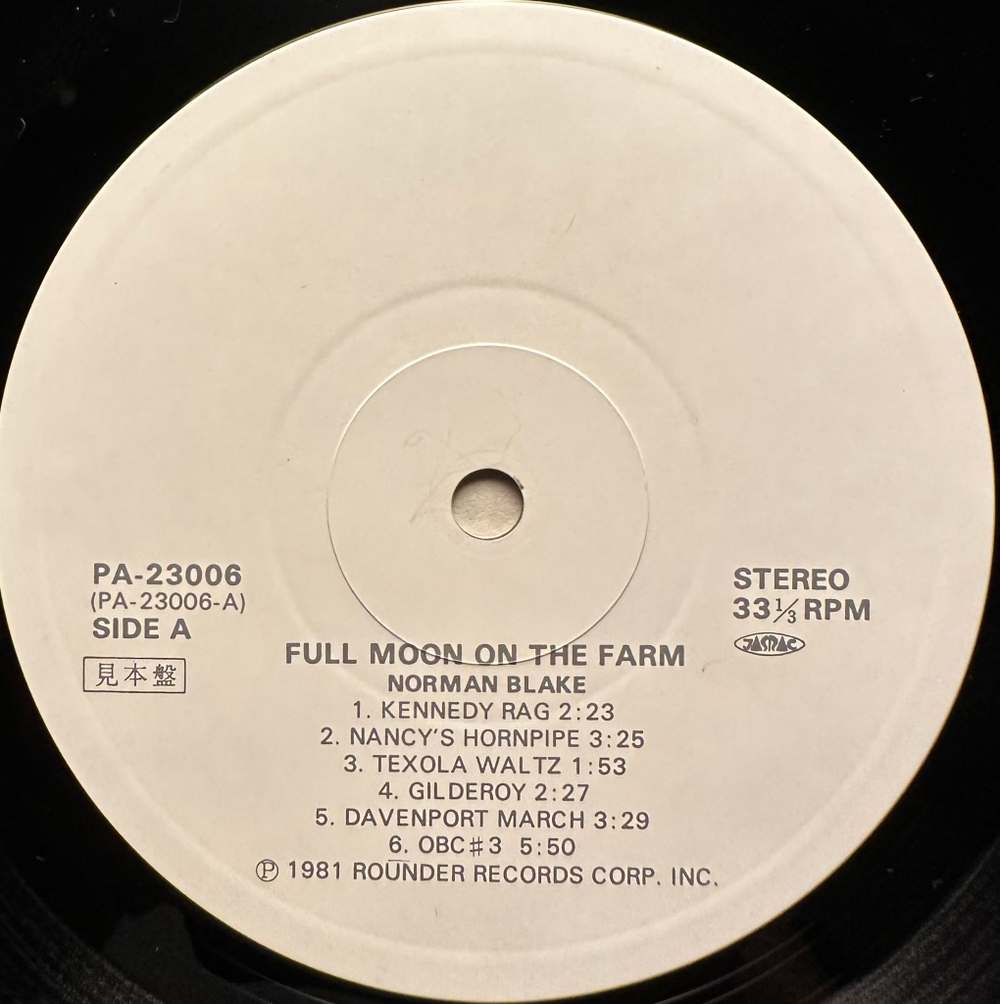 PA-23006
(PA-23006-A)
SIDE A
見本盤
STEREO
33⅓ RPM
JASRAC
FULL MOON ON THE FARM
NORMAN BLAKE
1. KENNEDY RAG 2:23
2. NANCY'S HORNPIPE 3:25
3. TEXOLA WALTZ 1:53
4. GILDEROY 2:27
5. DAVENPORT MARCH 3:29
6. OBC♯3 5:50
Ⓟ 1981 ROUNDER RECORDS CORP. INC.